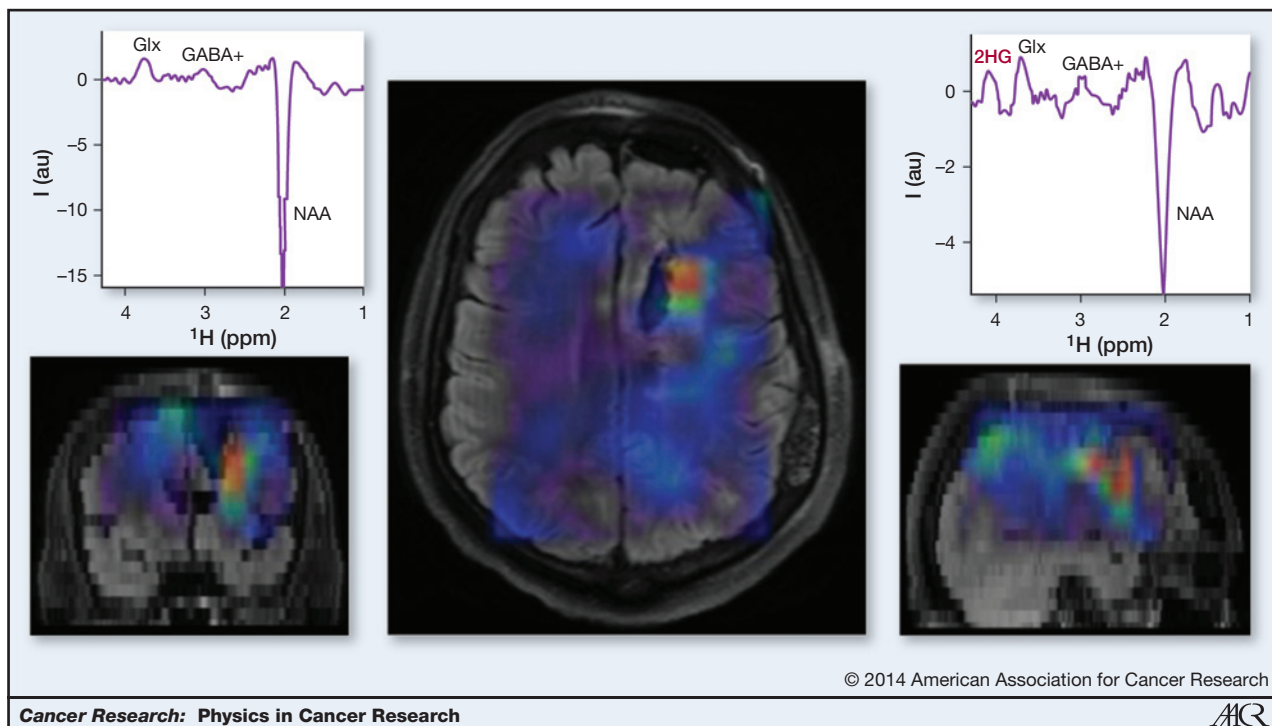 Glx
GABA+
0
−5
−10
−15
I (au)
NAA
4 3 2 1
¹H (ppm)
2HG
Glx
GABA+
0
−2
−4
I (au)
NAA
4 3 2 1
¹H (ppm)
© 2014 American Association for Cancer Research
Cancer Research: Physics in Cancer Research
AACR